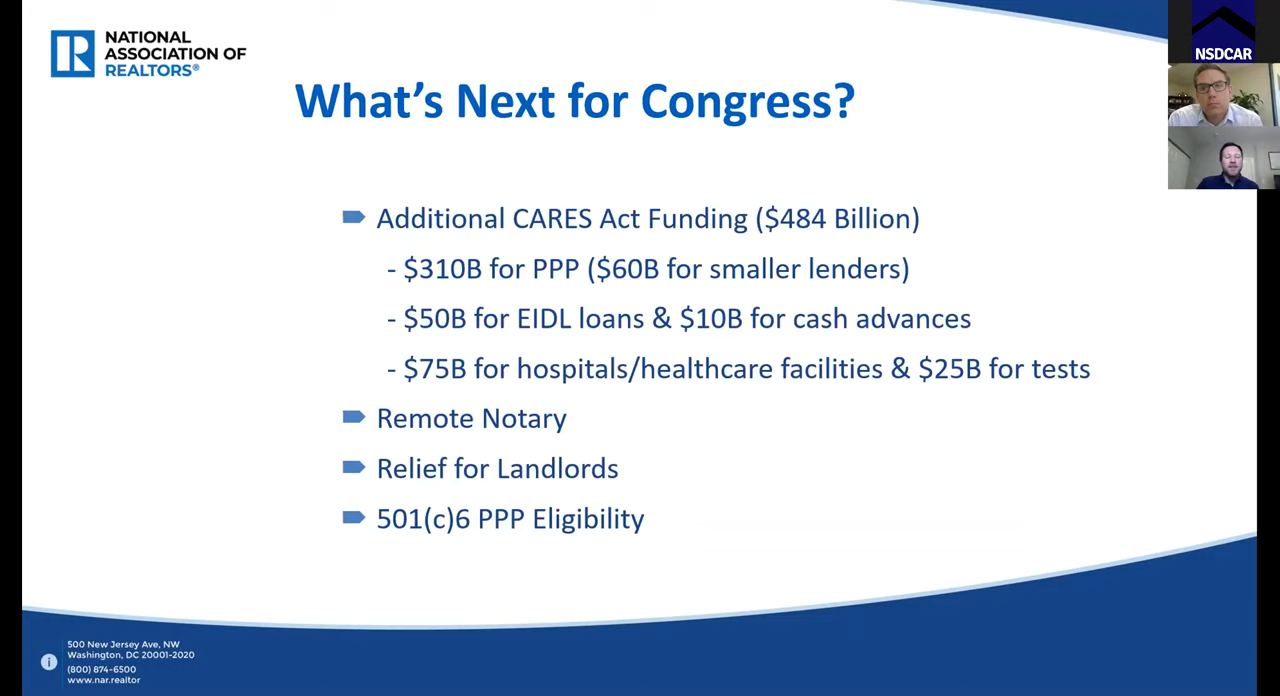 NATIONAL
ASSOCIATION OF
REALTORS®
NSDCAR
What's Next for Congress?
Additional CARES Act Funding ($484 Billion)
- $310B for PPP ($60B for smaller lenders)
- $50B for EIDL loans & $10B for cash advances
- $75B for hospitals/healthcare facilities & $25B for tests
Remote Notary
Relief for Landlords
501(c)6 PPP Eligibility
500 New Jersey Ave, NW
Washington, DC 20001-2020
(800) 874-6500
www.nar.realtor